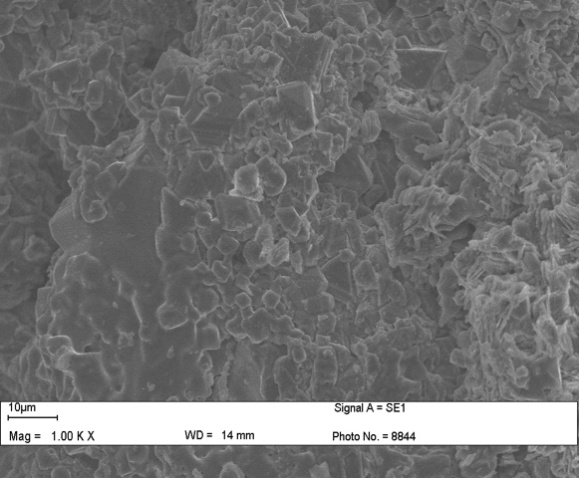 10µm
Signal A = SE1
Mag = 1.00 K X
WD = 14 mm
Photo No. = 8844